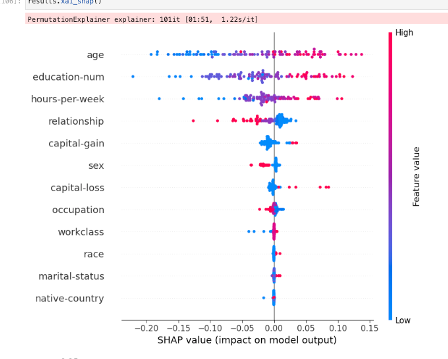 results.xai_shap()
PermutationExplainer explainer: 101it [01:51, 1.22s/it]
High
age
education-num
hours-per-week
relationship
capital-gain
sex
capital-loss
occupation
workclass
race
marital-status
native-country
Feature value
Low
−0.20 −0.15 −0.10 −0.05 0.00 0.05 0.10 0.15
SHAP value (impact on model output)